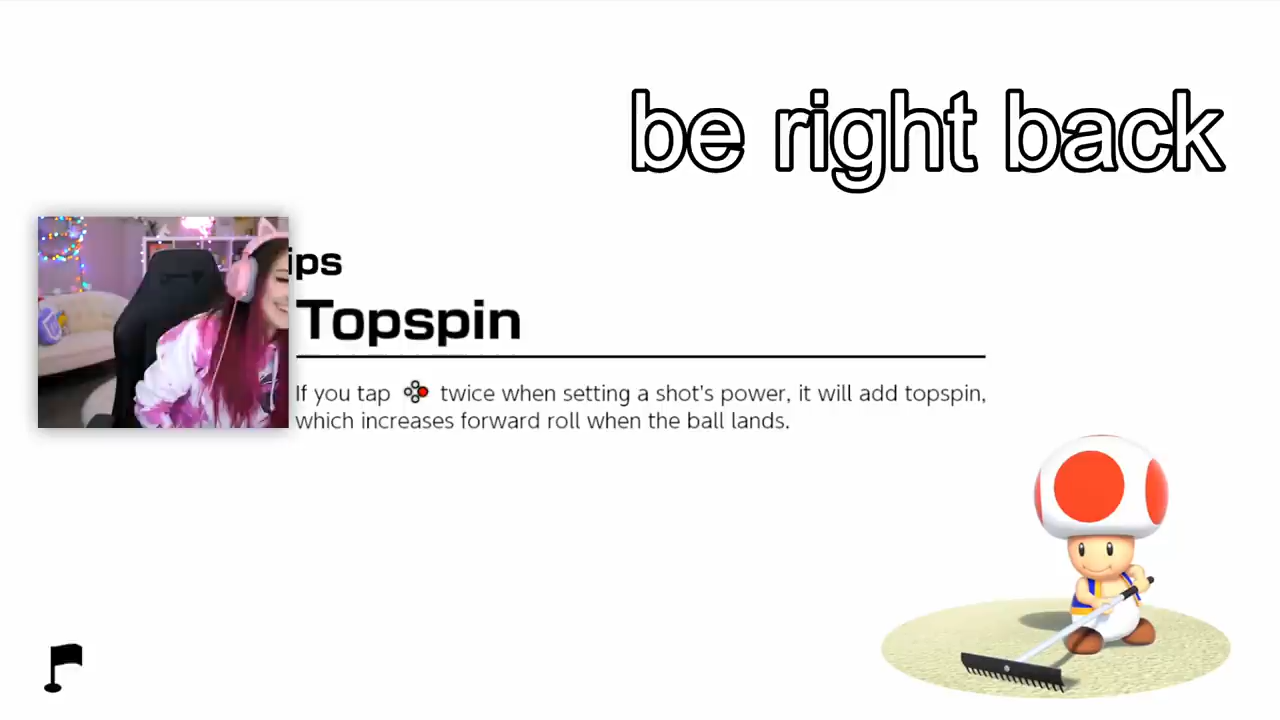 be right back
ips
Topspin
If you tap twice when setting a shot's power, it will add topspin,
which increases forward roll when the ball lands.